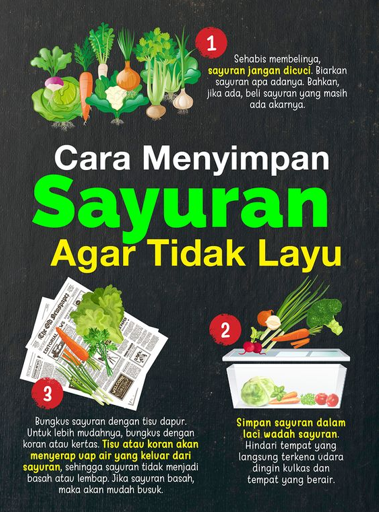 1
Sehabis membelinya,
sayuran jangan dicuci. Biarkan
sayuran apa adanya. Bahkan,
jika ada, beli sayuran yang masih
ada akarnya.
Cara Menyimpan
Sayuran
Agar Tidak Layu
2
Simpan sayuran dalam
laci wadah sayuran.
Hindari tempat yang
langsung terkena udara
dingin kulkas dan
tempat yang berair.
3
Bungkus sayuran dengan tisu dapur.
Untuk lebih mudahnya, bungkus dengan
koran atau kertas. Tisu atau koran akan
menyerap uap air yang keluar dari
sayuran, sehingga sayuran tidak menjadi
basah atau lembap. Jika sayuran basah,
maka akan mudah busuk.